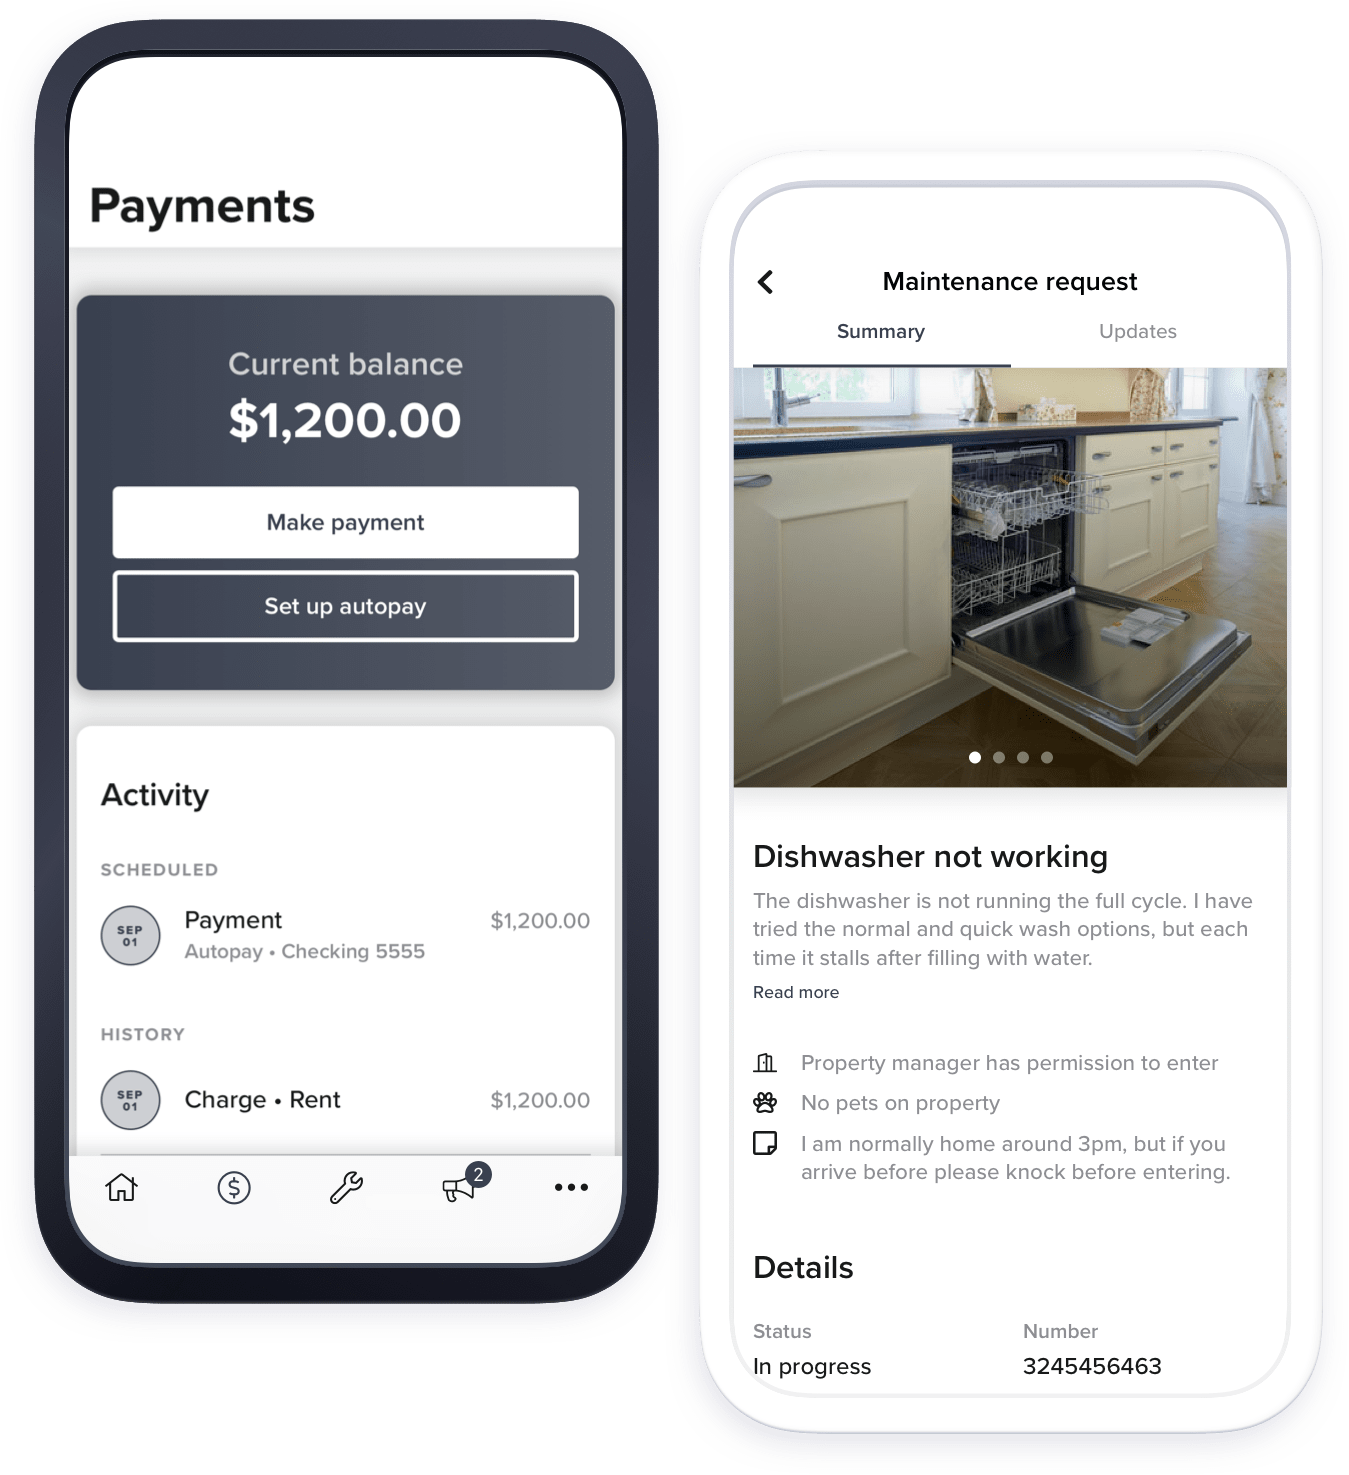 Payments
Current balance
$1,200.00
Make payment
Set up autopay
Activity
SCHEDULED
SEP
01
Payment
$1,200.00
Autopay • Checking 5555
HISTORY
SEP
01
Charge • Rent
$1,200.00
2
Maintenance request
Summary
Updates
Dishwasher not working
The dishwasher is not running the full cycle. I have
tried the normal and quick wash options, but each
time it stalls after filling with water.
Read more
Property manager has permission to enter
No pets on property
I am normally home around 3pm, but if you
arrive before please knock before entering.
Details
Status
Number
In progress
3245456463